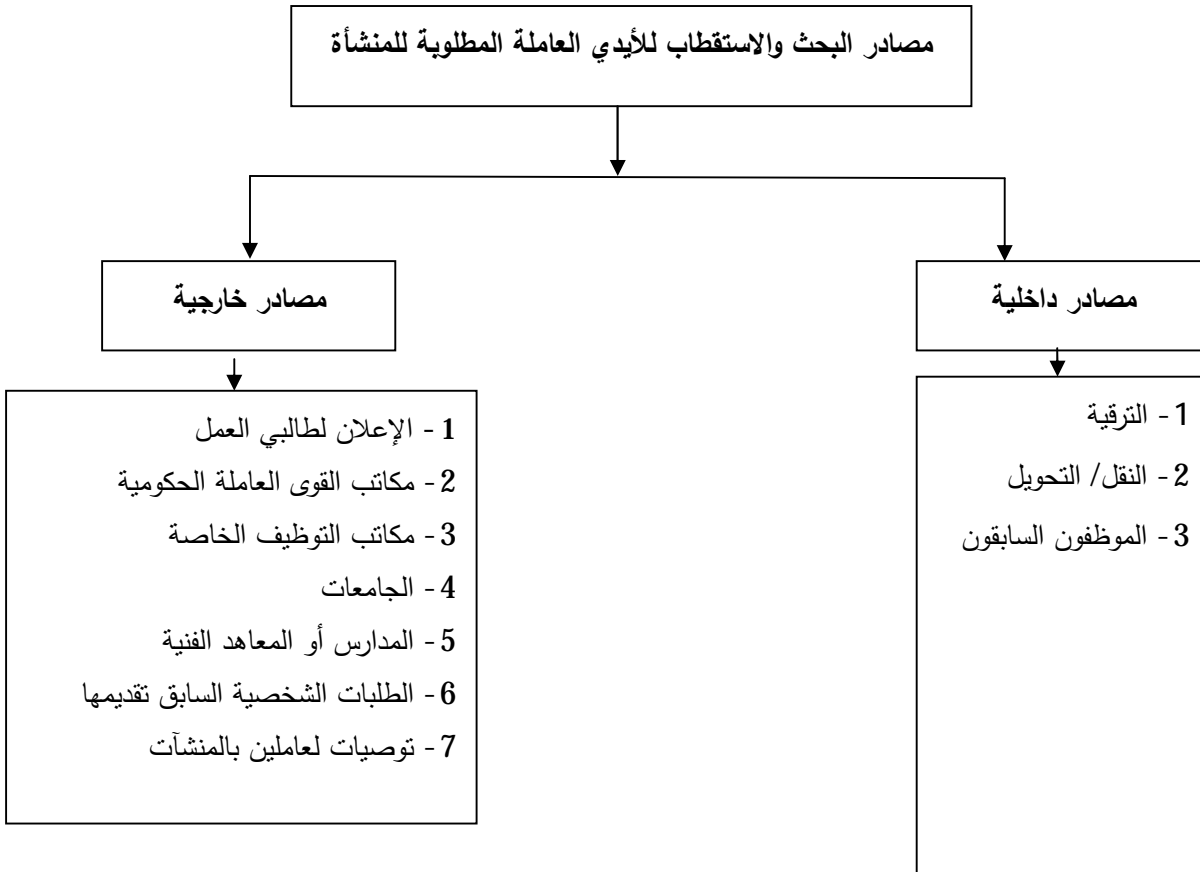 مصادر البحث والاستقطاب للأيدي العاملة المطلوبة للمنشأة
مصادر داخلية
1- الترقية
2- النقل/ التحويل
3- الموظفون السابقون
مصادر خارجية
1- الإعلان لطالبي العمل
2- مكاتب القوى العاملة الحكومية
3- مكاتب التوظيف الخاصة
4- الجامعات
5- المدارس أو المعاهد الفنية
6- الطلبات الشخصية السابق تقديمها
7- توصيات لعاملين بالمنشآت